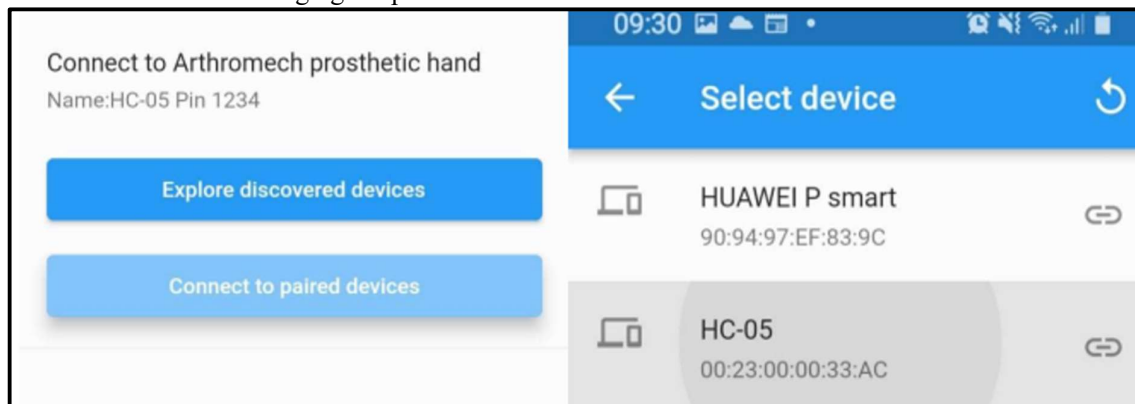 Connect to Arthromech prosthetic hand
Name:HC-05 Pin 1234
Explore discovered devices
Connect to paired devices
09:30
Select device
HUAWEI P smart
90:94:97:EF:83:9C
HC-05
00:23:00:00:33:AC